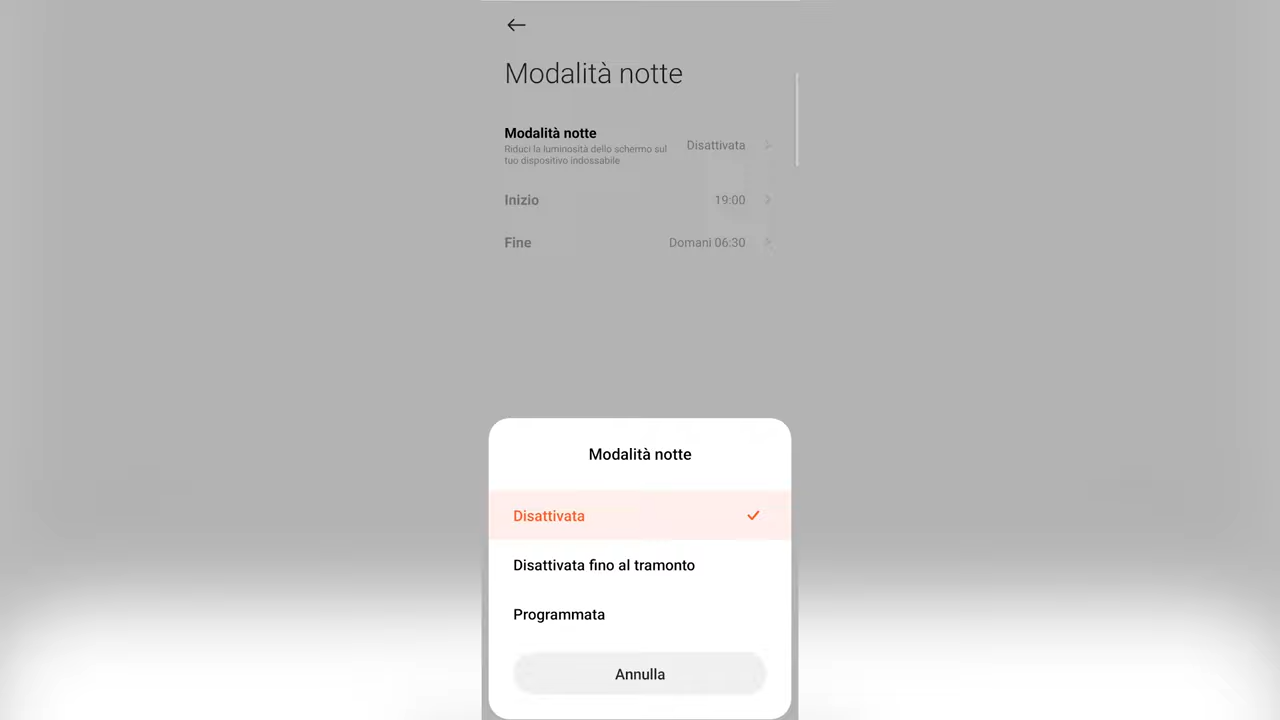 Modalità notte
Modalità notte
Riduci la luminosità dello schermo sul
tuo dispositivo indossabile
Disattivata
Inizio
19:00
Fine
Domani 06:30
Modalità notte
Disattivata
Disattivata fino al tramonto
Programmata
Annulla